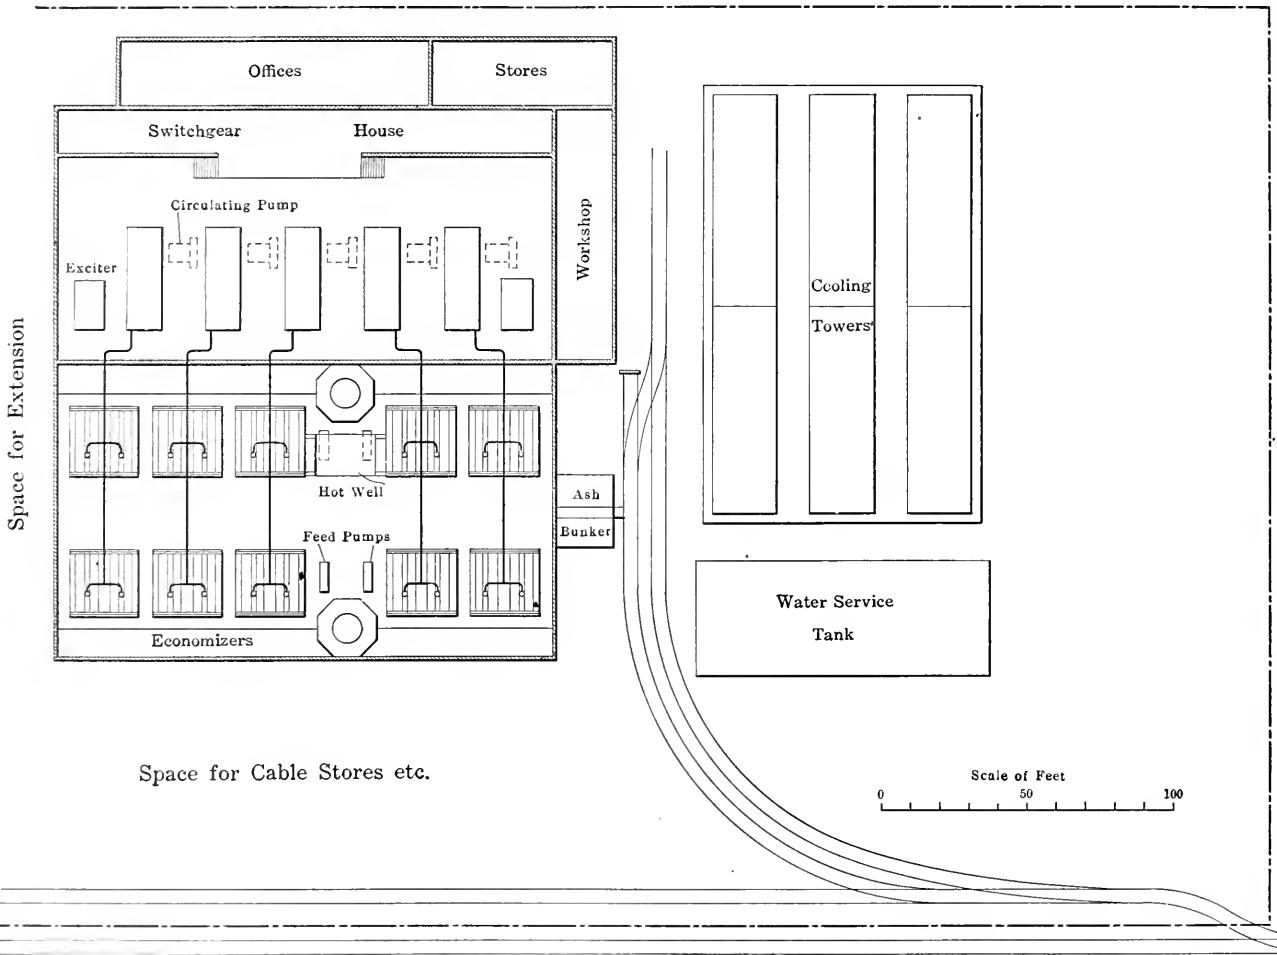 Offices
Stores
Switchgear House
Circulating Pump
Exciter
Workshop
Space for Extension
Cooling
Towers
Hot Well
Ash
Bunker
Feed Pumps
Economizers
Water Service
Tank
Space for Cable Stores etc.
Scale of Feet
0 50 100